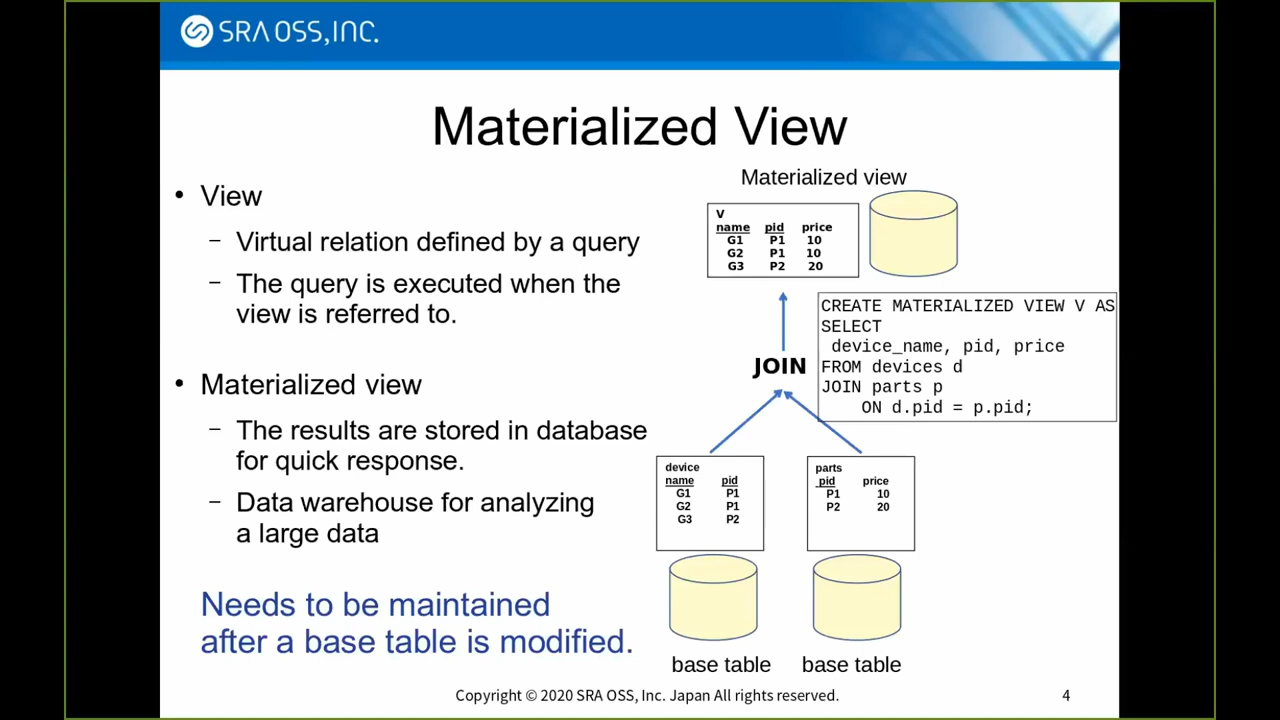 SRA OSS, INC.
Materialized View
• View
– Virtual relation defined by a query
– The query is executed when the
view is referred to.
• Materialized view
– The results are stored in database
for quick response.
– Data warehouse for analyzing
a large data
Needs to be maintained
after a base table is modified.
Materialized view
V
name pid price
G1 P1 10
G2 P1 10
G3 P2 20
CREATE MATERIALIZED VIEW V AS
SELECT
device_name, pid, price
FROM devices d
JOIN parts p
ON d.pid = p.pid;
JOIN
device
name pid
G1 P1
G2 P1
G3 P2
parts
pid price
P1 10
P2 20
base table
base table
Copyright © 2020 SRA OSS, Inc. Japan All rights reserved.
4